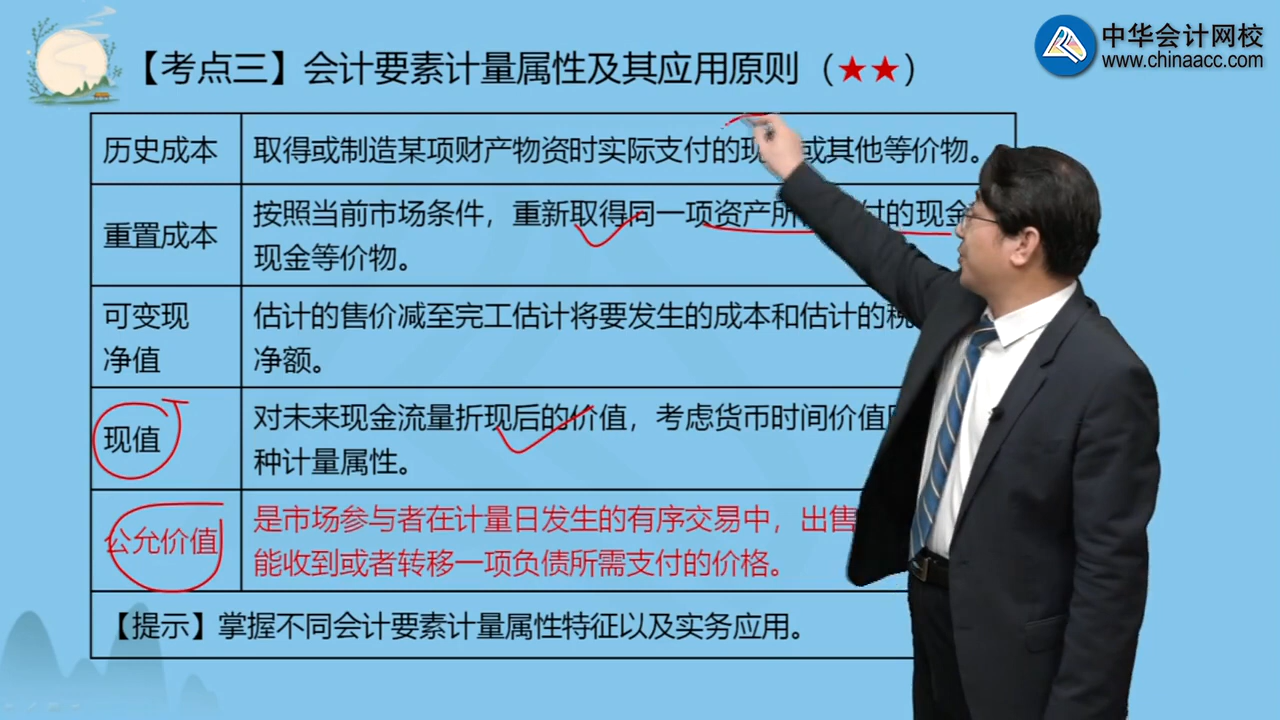 【考点三】会计要素计量属性及其应用原则（★★）
中华会计网校
www.chinaacc.com
历史成本
取得或制造某项财产物资时实际支付的现 或其他等价物。
重置成本
按照当前市场条件，重新取得同一项资产所 付的现金
现金等价物。
可变现
净值
估计的售价减至完工估计将要发生的成本和估计的税
净额。
现值
对未来现金流量折现后的价值，考虑货币时间价值
种计量属性。
公允价值
是市场参与者在计量日发生的有序交易中，出售
能收到或者转移一项负债所需支付的价格。
【提示】掌握不同会计要素计量属性特征以及实务应用。